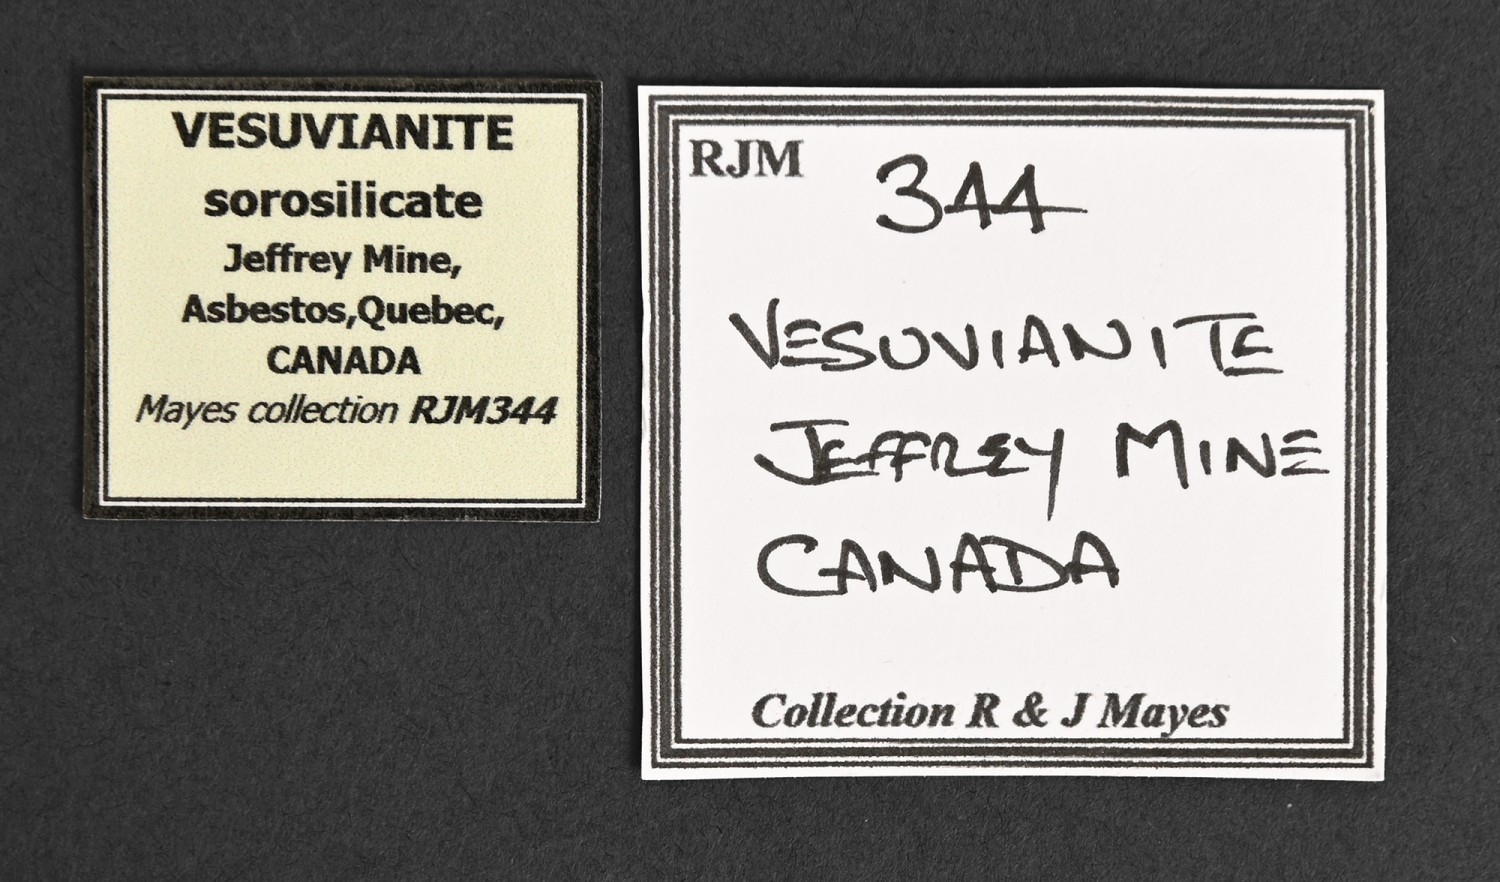 VESUVIANITE
sorosilicate
Jeffrey Mine,
Asbestos,Quebec,
CANADA
Mayes collection RJM344
RJM 344
VESUVIANITE
JEFFREY MINE
CANADA
Collection R & J Mayes